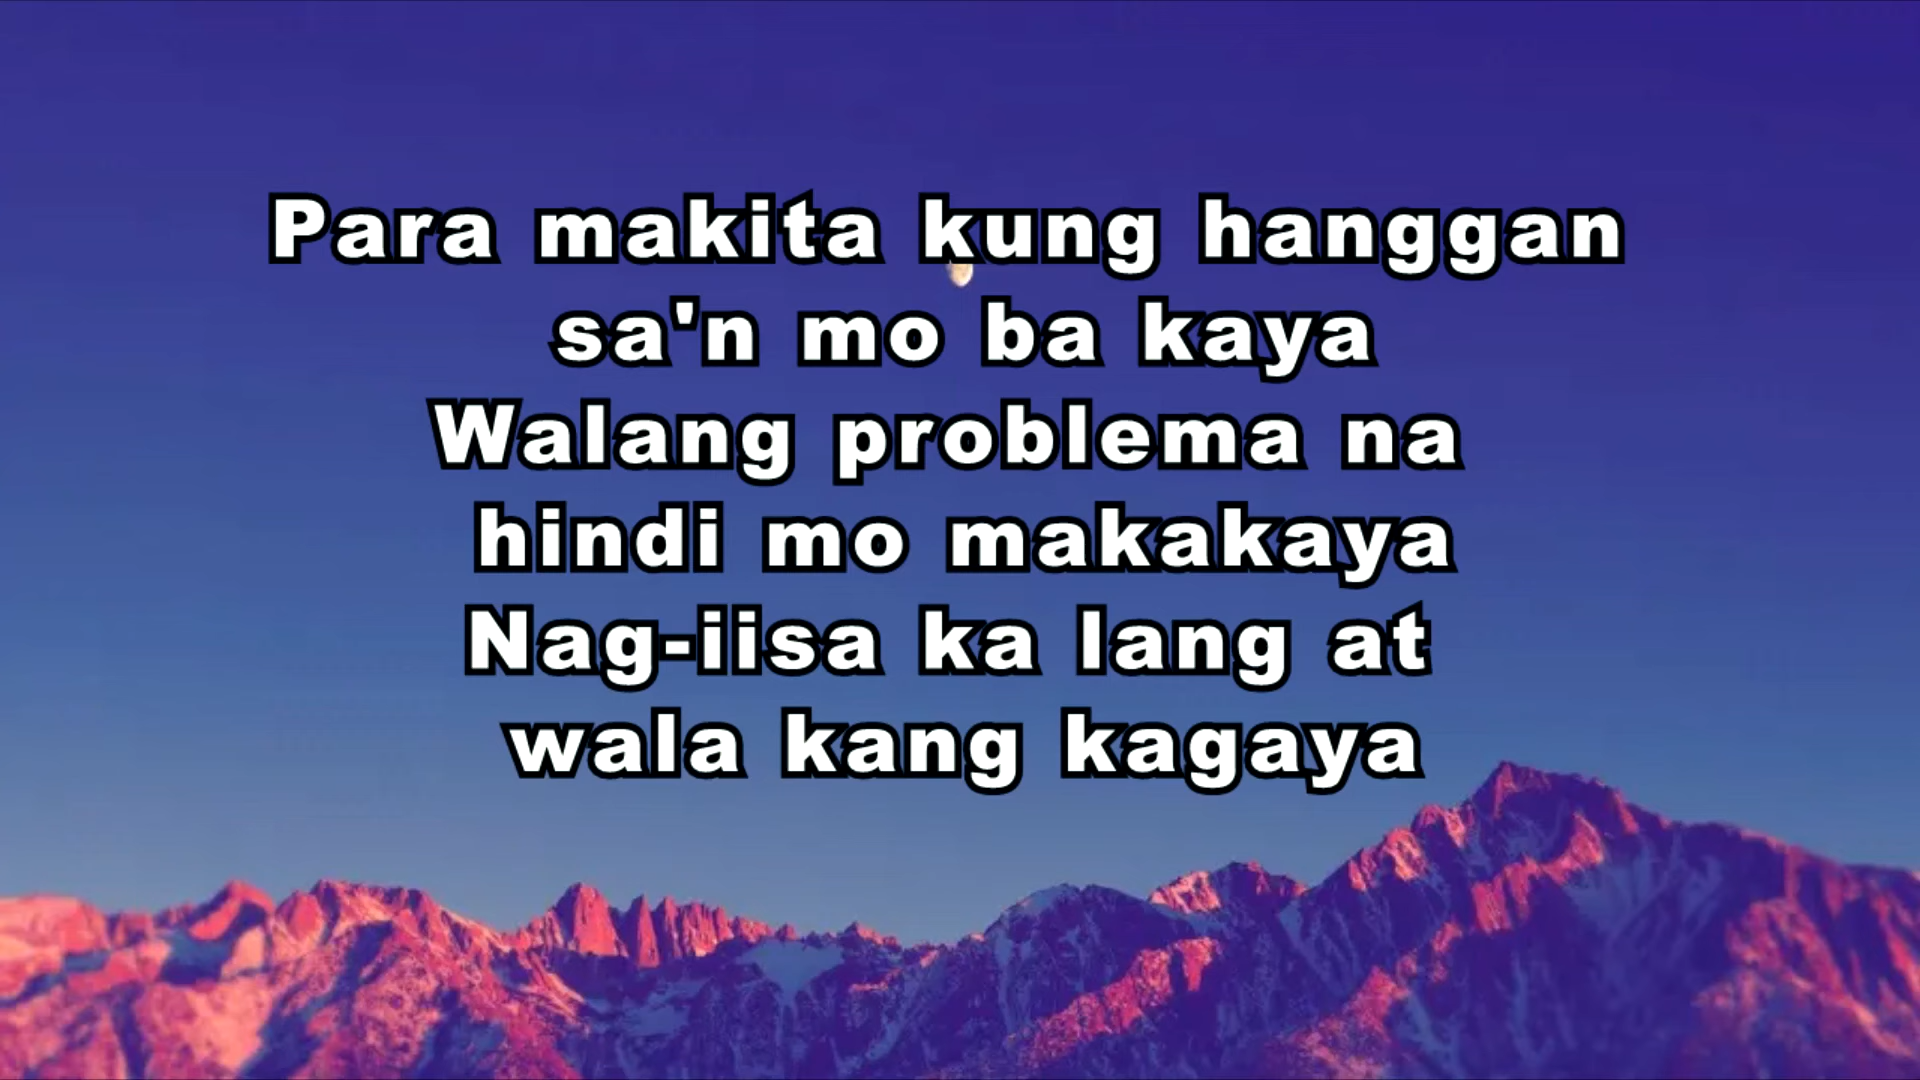 Para makita kung hanggan
sa'n mo ba kaya
Walang problema na
hindi mo makakaya
Nag-iisa ka lang at
wala kang kagaya